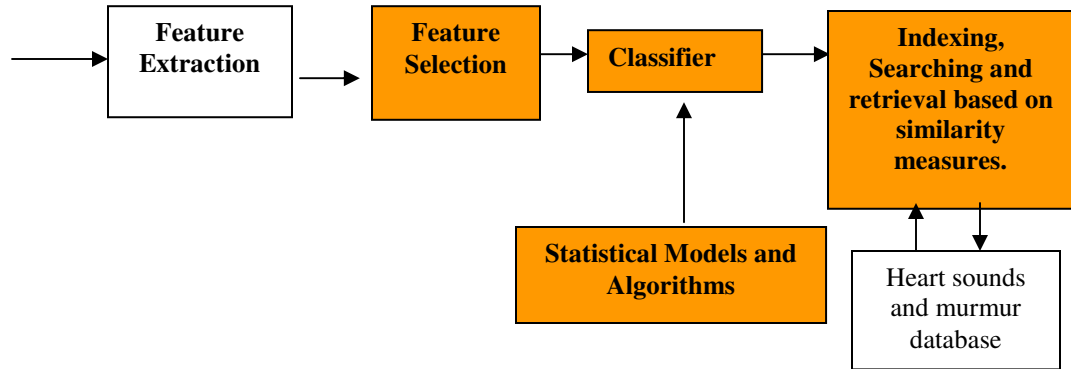 Feature
Extraction
Feature
Selection
Classifier
Indexing,
Searching and
retrieval based on
similarity
measures.
Statistical Models and
Algorithms
Heart sounds
and murmur
database